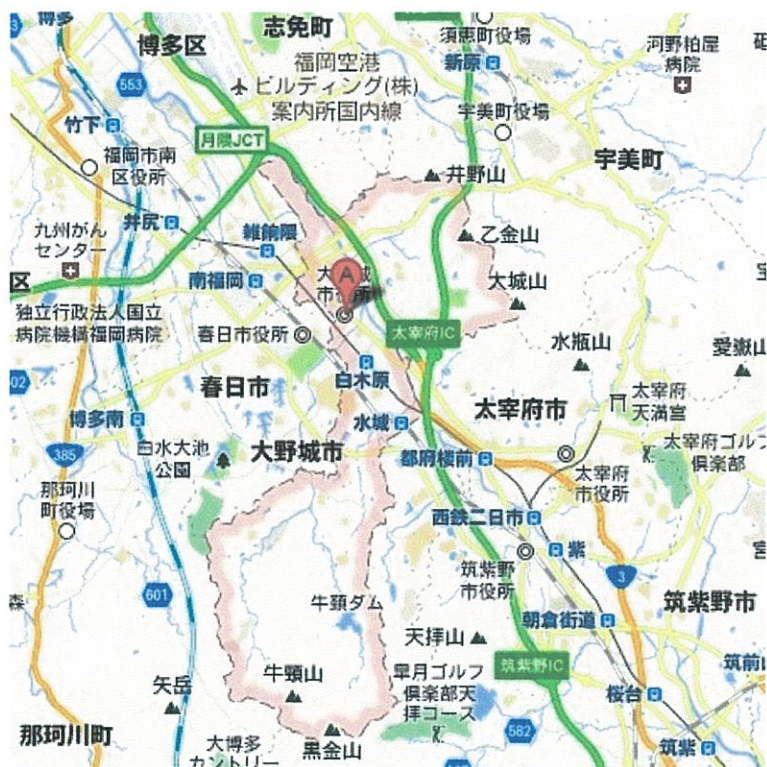 博多
志免町
博多区
須恵町役場
新原
河野粕屋
病院
福岡空港
ビルディング(株)
案内所国内線
553
竹下
宇美町役場
月隈JCT
福岡市南
区役所
宇美町
井野山
井尻
九州がん
センター
雑餉隈
乙金山
区
南福岡
A
大城山
独立行政法人国立
病院機構福岡病院
春日市役所
太宰府IC
水瓶山
愛嶽山
白木原
02
春日市
太宰府
天満宮
博多南
水城
太宰府市
385
白水大池
公園
大野城市
都府楼前
太宰府ゴルフ
倶楽部
太宰府
市役所
那珂川
町役場
西鉄二日市
紫
筑紫野
市役所
3
601
森
牛頸ダム
筑紫野市
朝倉街道
天拝山
筑紫野IC
筑前山
矢岳
牛頸山
皐月ゴルフ
倶楽部天
拝コース
桜台
那珂川町
大博多
カントリー
黒金山
582
筑紫